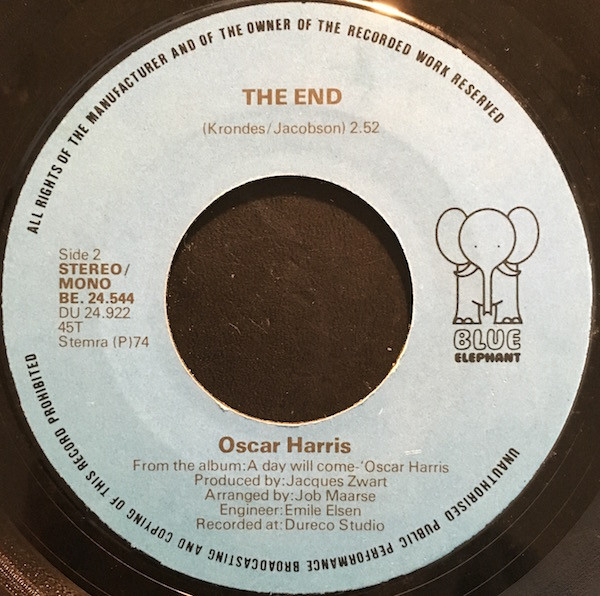 ALL RIGHTS OF THE MANUFACTURER AND OF THE OWNER OF THE RECORDED WORK RESERVED
THE END
(Krondes/Jacobson) 2.52
Side 2
STEREO/
MONO
BE. 24.544
DU 24.922
45T
Stemra (P)74
BLUE
ELEPHANT
Oscar Harris
From the album:A day will come-'Oscar Harris
Produced by:Jacques Zwart
Arranged by:Job Maarse
Engineer:Emile Elsen
Recorded at:Dureco Studio
UNAUTHORISED PUBLIC PERFORMANCE BROADCASTING AND COPYING OF THIS RECORD PROHIBITED